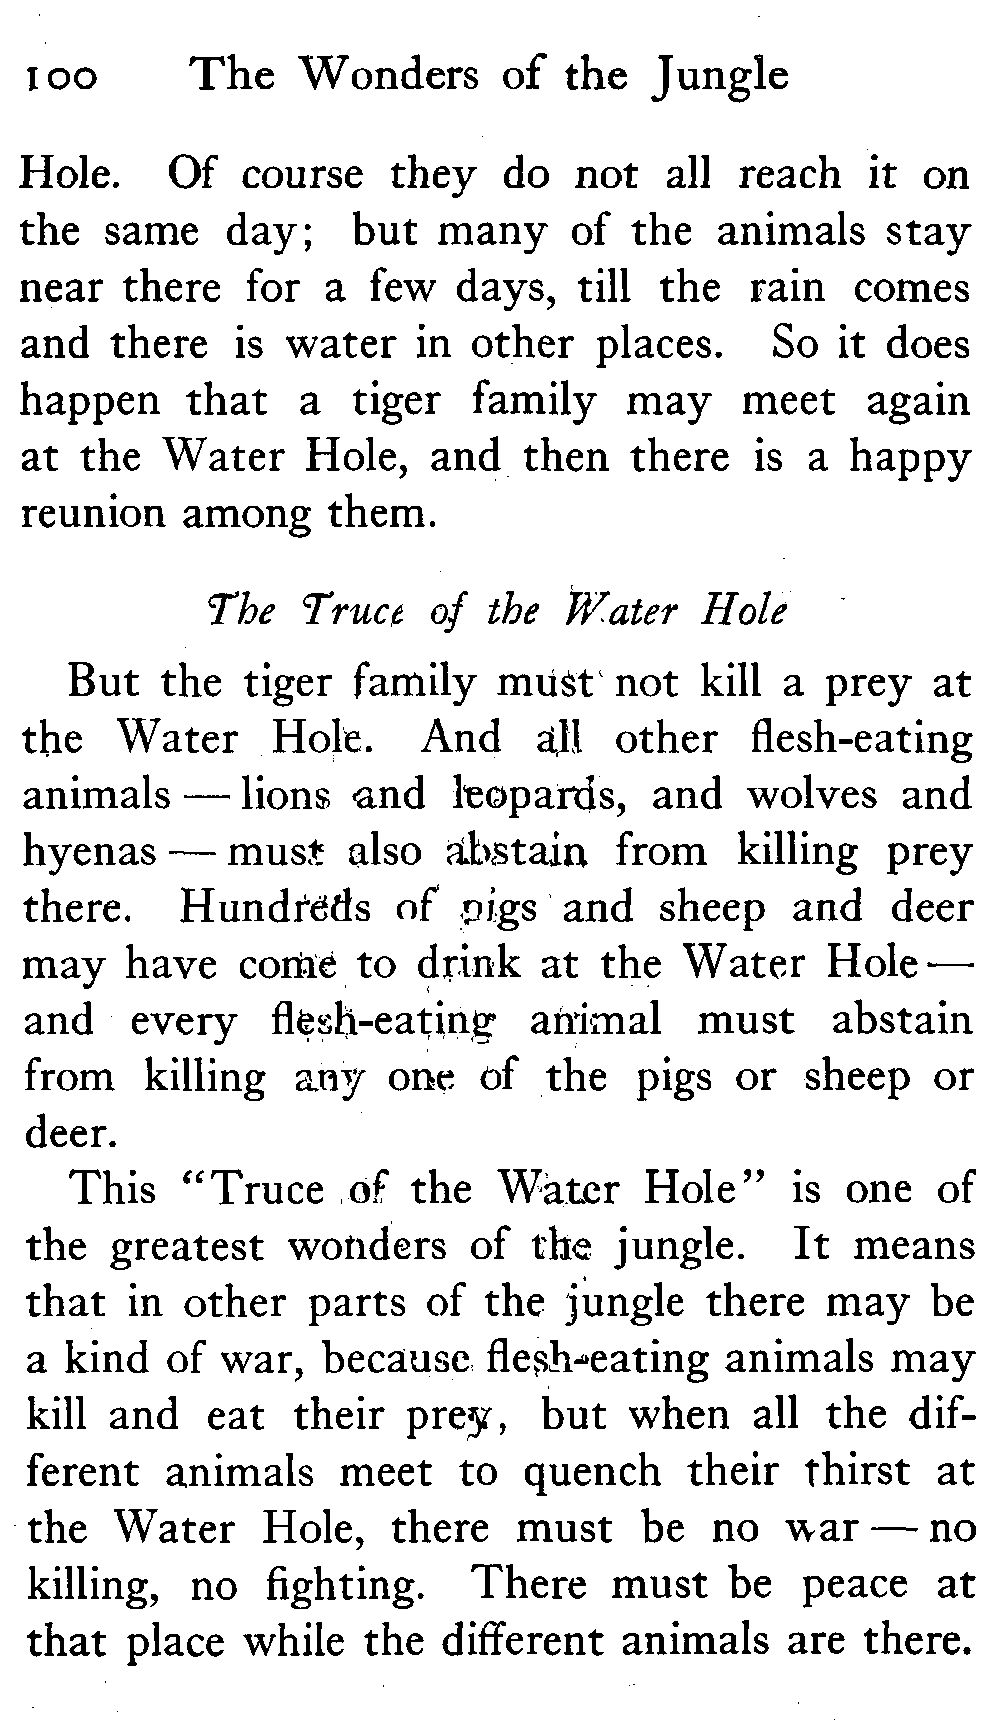 100 The Wonders of the Jungle
Hole. Of course they do not all reach it on
the same day; but many of the animals stay
near there for a few days, till the rain comes
and there is water in other places. So it does
happen that a tiger family may meet again
at the Water Hole, and then there is a happy
reunion among them.
The Truce of the Water Hole
But the tiger family must not kill a prey at
the Water Hole. And all other flesh-eating
animals — lions and leopards, and wolves and
hyenas — must also abstain from killing prey
there. Hundreds of pigs and sheep and deer
may have come to drink at the Water Hole —
and every flesh-eating animal must abstain
from killing any one of the pigs or sheep or
deer.
This "Truce of the Water Hole" is one of
the greatest wonders of the jungle. It means
that in other parts of the jungle there may be
a kind of war, because flesh-eating animals may
kill and eat their prey, but when all the dif-
ferent animals meet to quench their thirst at
the Water Hole, there must be no war — no
killing, no fighting. There must be peace at
that place while the different animals are there.